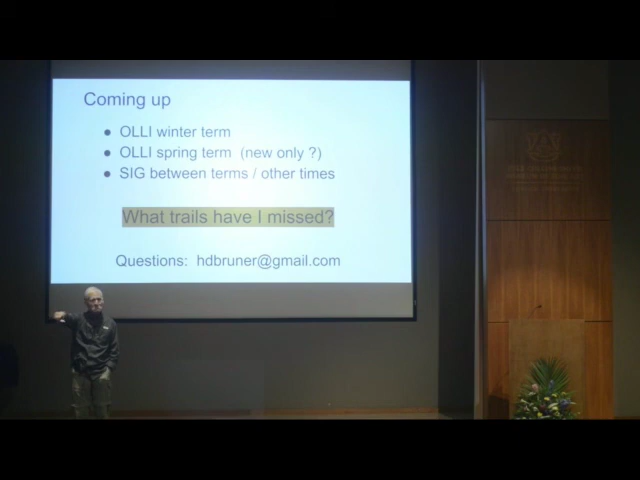 Coming up
● OLLI winter term
● OLLI spring term (new only ?)
● SIG between terms / other times
What trails have I missed?
Questions: hdbruner@gmail.com